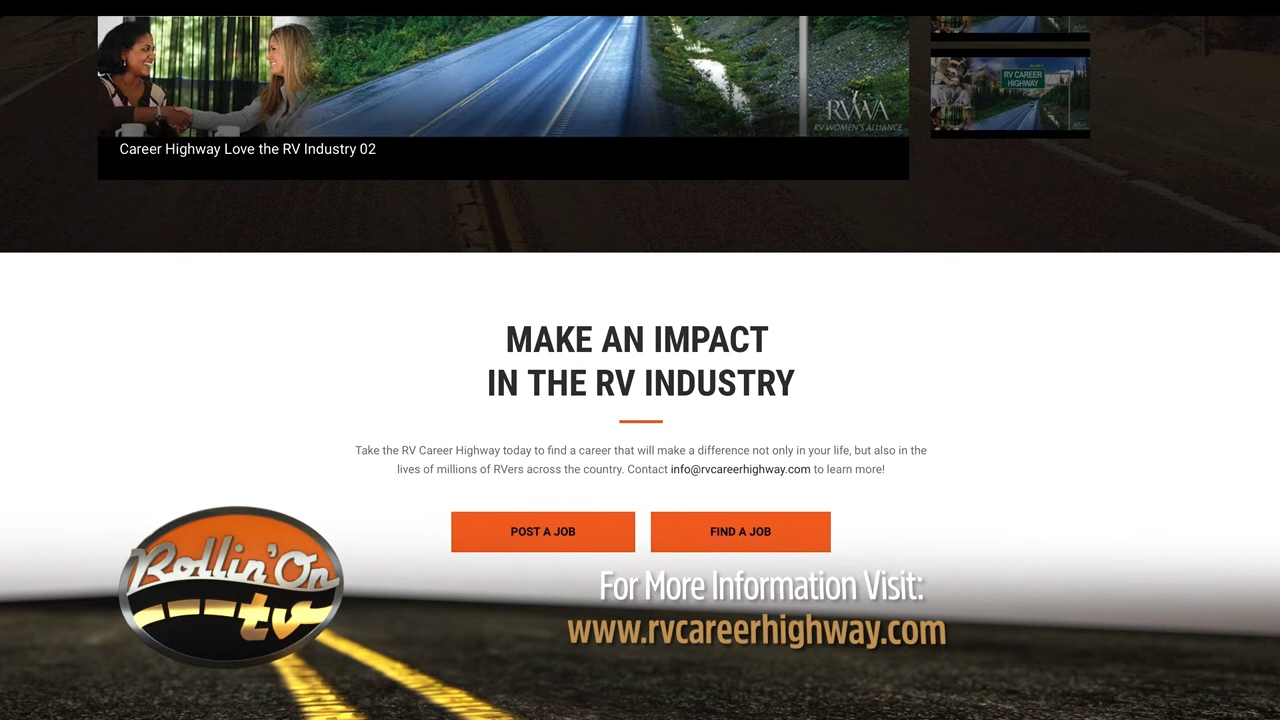 RVWA
RV WOMEN'S ALLIANCE
RV CAREER
HIGHWAY
Career Highway Love the RV Industry 02
MAKE AN IMPACT
IN THE RV INDUSTRY
Take the RV Career Highway today to find a career that will make a difference not only in your life, but also in the
lives of millions of RVers across the country. Contact info@rvcareerhighway.com to learn more!
POST A JOB
FIND A JOB
Rollin'On
tv
For More Information Visit:
www.rvcareerhighway.com